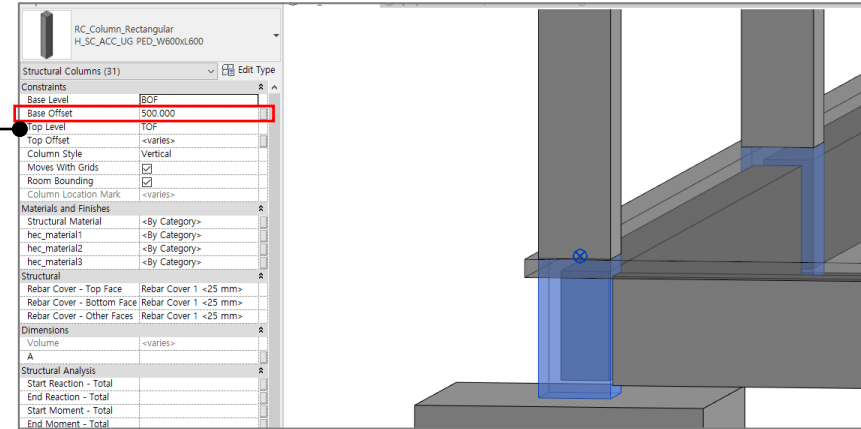 RC_Column_Rectangular
H_SC_ACC_UG PED_W600xL600
Structural Columns (31) Edit Type
Constraints
Base Level BOF
Base Offset 500.000
Top Level TOF
Top Offset <varies>
Column Style Vertical
Moves With Grids
Room Bounding
Column Location Mark <varies>
Materials and Finishes
Structural Material <By Category>
hec_material1 <By Category>
hec_material2 <By Category>
hec_material3 <By Category>
Structural
Rebar Cover - Top Face Rebar Cover 1 <25 mm>
Rebar Cover - Bottom Face Rebar Cover 1 <25 mm>
Rebar Cover - Other Faces Rebar Cover 1 <25 mm>
Dimensions
Volume <varies>
A
Structural Analysis
Start Reaction - Total
End Reaction - Total
Start Moment - Total
End Moment - Total